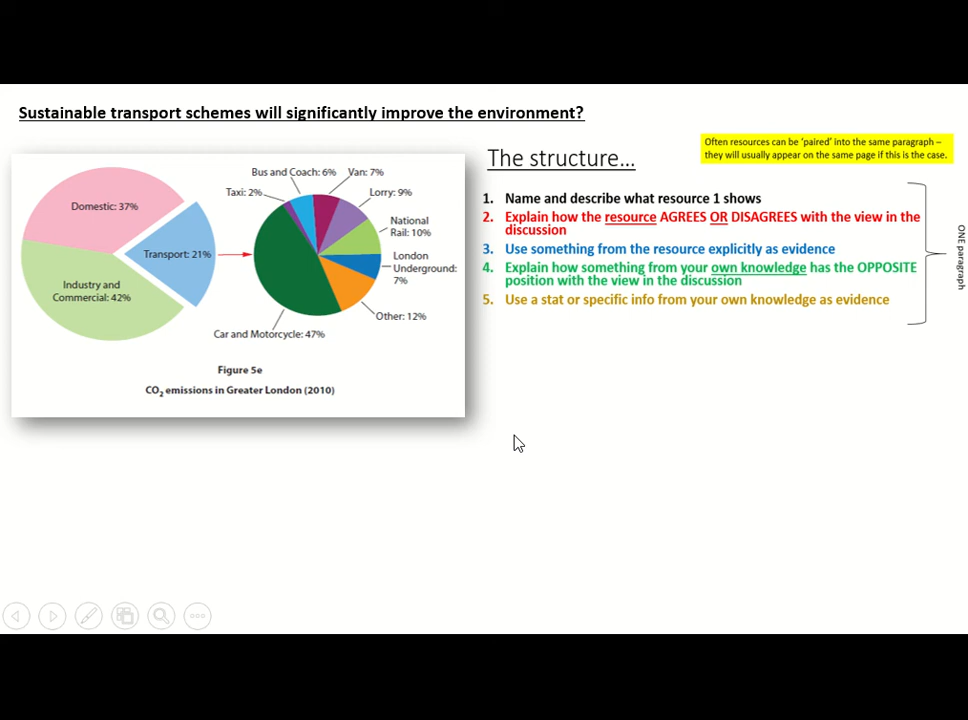 Sustainable transport schemes will significantly improve the environment?
Often resources can be 'paired' into the same paragraph –
they will usually appear on the same page if this is the case.
The structure…
1. Name and describe what resource 1 shows
2. Explain how the resource AGREES OR DISAGREES with the view in the
discussion
3. Use something from the resource explicitly as evidence
4. Explain how something from your own knowledge has the OPPOSITE
position with the view in the discussion
5. Use a stat or specific info from your own knowledge as evidence
ONE paragraph
Domestic: 37%
Transport: 21%
Industry and
Commercial: 42%
Bus and Coach: 6%
Van: 7%
Taxi: 2%
Lorry: 9%
National
Rail: 10%
London
Underground:
7%
Other: 12%
Car and Motorcycle: 47%
Figure 5e
CO₂ emissions in Greater London (2010)